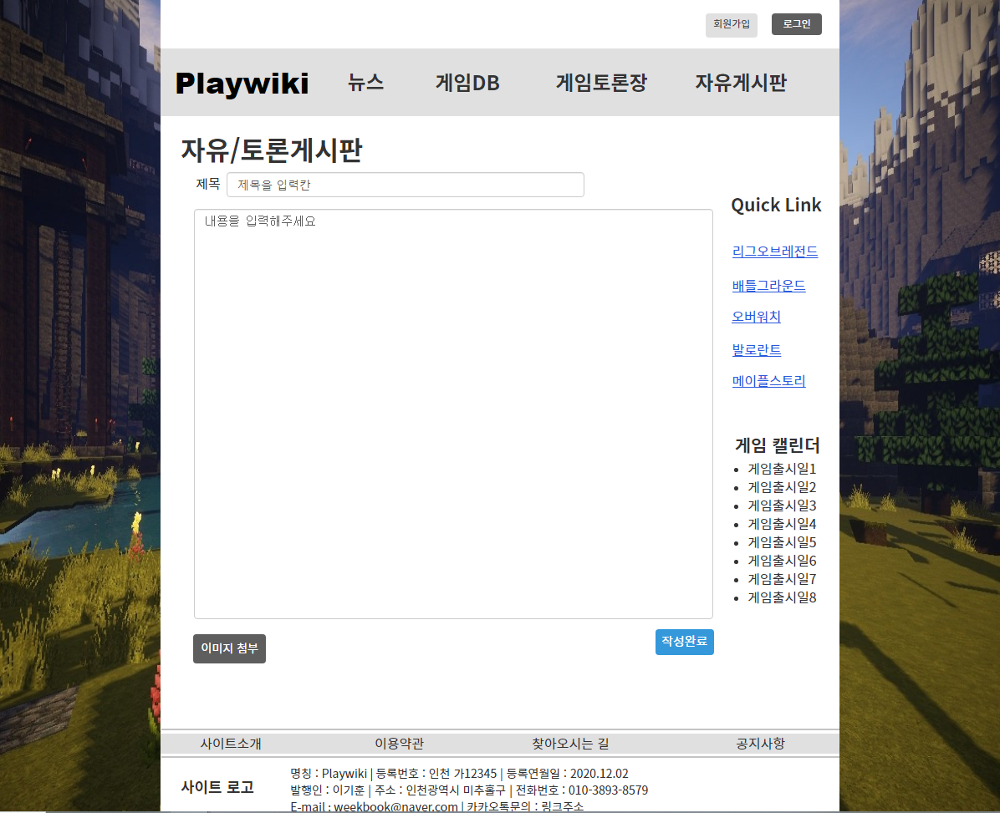 회원가입 로그인
Playwiki 뉴스 게임DB 게임토론장 자유게시판
자유/토론게시판
제목 제목을 입력칸
내용을 입력해주세요
이미지 첨부 작성완료
Quick Link
리그오브레전드
배틀그라운드
오버워치
발로란트
메이플스토리
게임 캘린더
게임출시일1
게임출시일2
게임출시일3
게임출시일4
게임출시일5
게임출시일6
게임출시일7
게임출시일8
사이트소개 이용약관 찾아오시는 길 공지사항
사이트 로고
명칭 : Playwiki | 등록번호 : 인천 가12345 | 등록연월일 : 2020.12.02
발행인 : 이기훈 | 주소 : 인천광역시 미추홀구 | 전화번호 : 010-3893-8579
E-mail : weekbook@naver.com | 카카오톡문의 : 링크주소